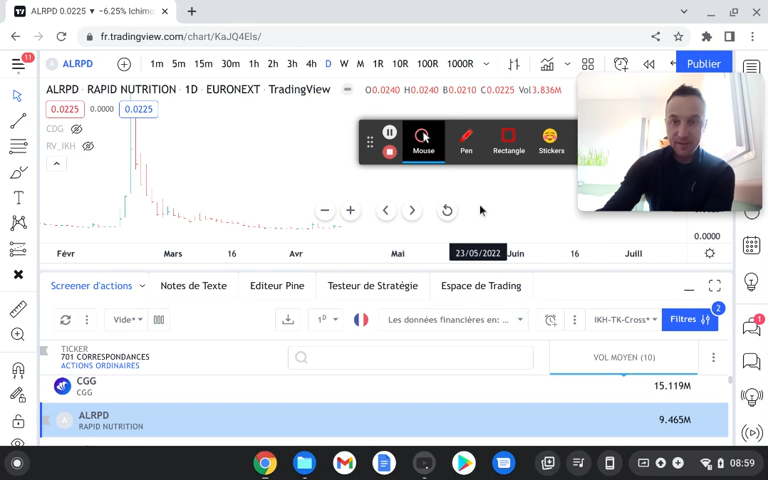 ALRPD 0.0225 ▼ −6.25% Ichimo
fr.tradingview.com/chart/KaJQ4Els/
11
ALRPD
1m 5m 15m 30m 1h 2h 3h 4h D W M 1R 10R 100R 1000R
Publier
ALRPD · RAPID NUTRITION · 1D · EURONEXT · TradingView
O0.0240 H0.0240 B0.0210 C0.0225 Vol3.836M
0.0225 0.0000 0.0225
CDG
RV_IKH
Mouse
Pen
Rectangle
Stickers
0.0000
Févr Mars 16 Avr Mai 23/05/2022 Juin 16 Juill
Screener d'actions
Notes de Texte
Editeur Pine
Testeur de Stratégie
Espace de Trading
2
Vide*
1D
Les données financières en: ...
IKH-TK-Cross*
Filtres
TICKER
701 CORRESPONDANCES
ACTIONS ORDINAIRES
VOL MOYEN (10)
CGG
CGG
15.119M
A
ALRPD
RAPID NUTRITION
9.465M
1
08:59